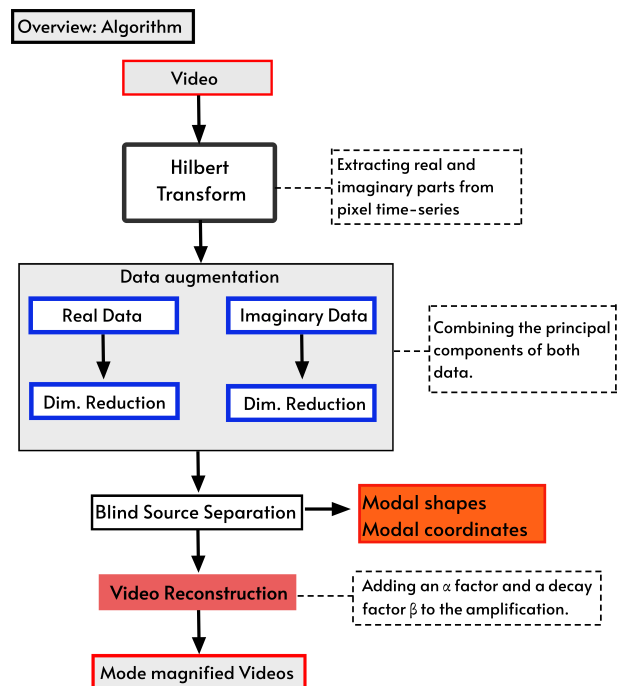 Overview: Algorithm
Video
Hilbert
Transform
Extracting real and
imaginary parts from
pixel time-series
Data augmentation
Real Data
Imaginary Data
Dim. Reduction
Dim. Reduction
Combining the principal
components of both
data.
Blind Source Separation
Modal shapes
Modal coordinates
Video Reconstruction
Adding an α factor and a decay
factor β to the amplification.
Mode magnified Videos